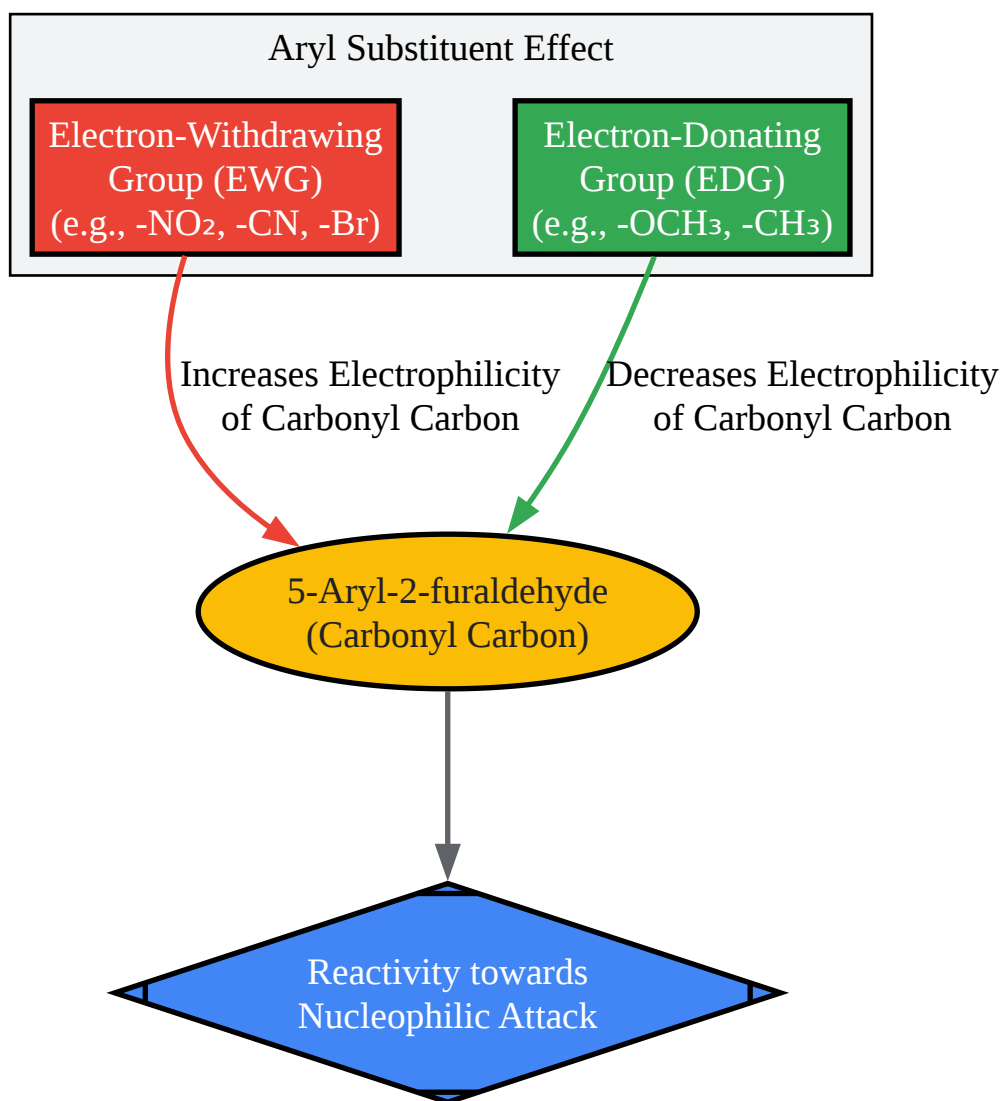 Aryl Substituent Effect
Electron-Withdrawing
Group (EWG)
(e.g., -NO₂, -CN, -Br)
Electron-Donating
Group (EDG)
(e.g., -OCH₃, -CH₃)
Increases Electrophilicity
of Carbonyl Carbon
Decreases Electrophilicity
of Carbonyl Carbon
5-Aryl-2-furaldehyde
(Carbonyl Carbon)
Reactivity towards
Nucleophilic Attack